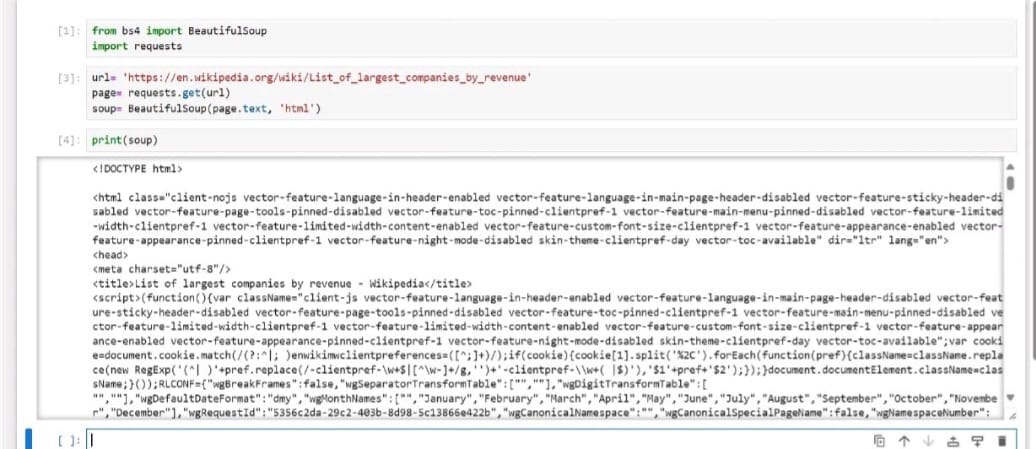 [1]: from bs4 import BeautifulSoup
import requests
[3]: url= 'https://en.wikipedia.org/wiki/List_of_largest_companies_by_revenue'
page= requests.get(url)
soup= BeautifulSoup(page.text, 'html')
[4]: print(soup)
<!DOCTYPE html>
<html class="client-nojs vector-feature-language-in-header-enabled vector-feature-language-in-main-page-header-disabled vector-feature-sticky-header-di
sabled vector-feature-page-tools-pinned-disabled vector-feature-toc-pinned-clientpref-1 vector-feature-main-menu-pinned-disabled vector-feature-limited
-width-clientpref-1 vector-feature-limited-width-content-enabled vector-feature-custom-font-size-clientpref-1 vector-feature-appearance-enabled vector-
feature-appearance-pinned-clientpref-1 vector-feature-night-mode-disabled skin-theme-clientpref-day vector-toc-available" dir="ltr" lang="en">
<head>
<meta charset="utf-8"/>
<title>List of largest companies by revenue - Wikipedia</title>
<script>(function(){var className="client-js vector-feature-language-in-header-enabled vector-feature-language-in-main-page-header-disabled vector-feat
ure-sticky-header-disabled vector-feature-page-tools-pinned-disabled vector-feature-toc-pinned-clientpref-1 vector-feature-main-menu-pinned-disabled ve
ctor-feature-limited-width-clientpref-1 vector-feature-limited-width-content-enabled vector-feature-custom-font-size-clientpref-1 vector-feature-appear
ance-enabled vector-feature-appearance-pinned-clientpref-1 vector-feature-night-mode-disabled skin-theme-clientpref-day vector-toc-available";var cooki
e=document.cookie.match(/(?:^|; )enwikimwclientpreferences=([^;]+)/);if(cookie){cookie[1].split('%2C').forEach(function(pref){className=className.repla
ce(new RegExp('(^| )'+pref.replace(/-clientpref-\w+$|[^\w-]+/g,'')+'-clientpref-\\w+( |$)'),'$1'+pref+'$2');});}document.documentElement.className=clas
sName;}());RLCONF={"wgBreakFrames":false,"wgSeparatorTransformTable":["",""],"wgDigitTransformTable":[
"",""],"wgDefaultDateFormat":"dmy","wgMonthNames":["","January","February","March","April","May","June","July","August","September","October","Novembe
r","December"],"wgRequestId":"5356c2da-29c2-403b-8d98-5c13866e422b","wgCanonicalNamespace":"","wgCanonicalSpecialPageName":false,"wgNamespaceNumber":
[ ]: